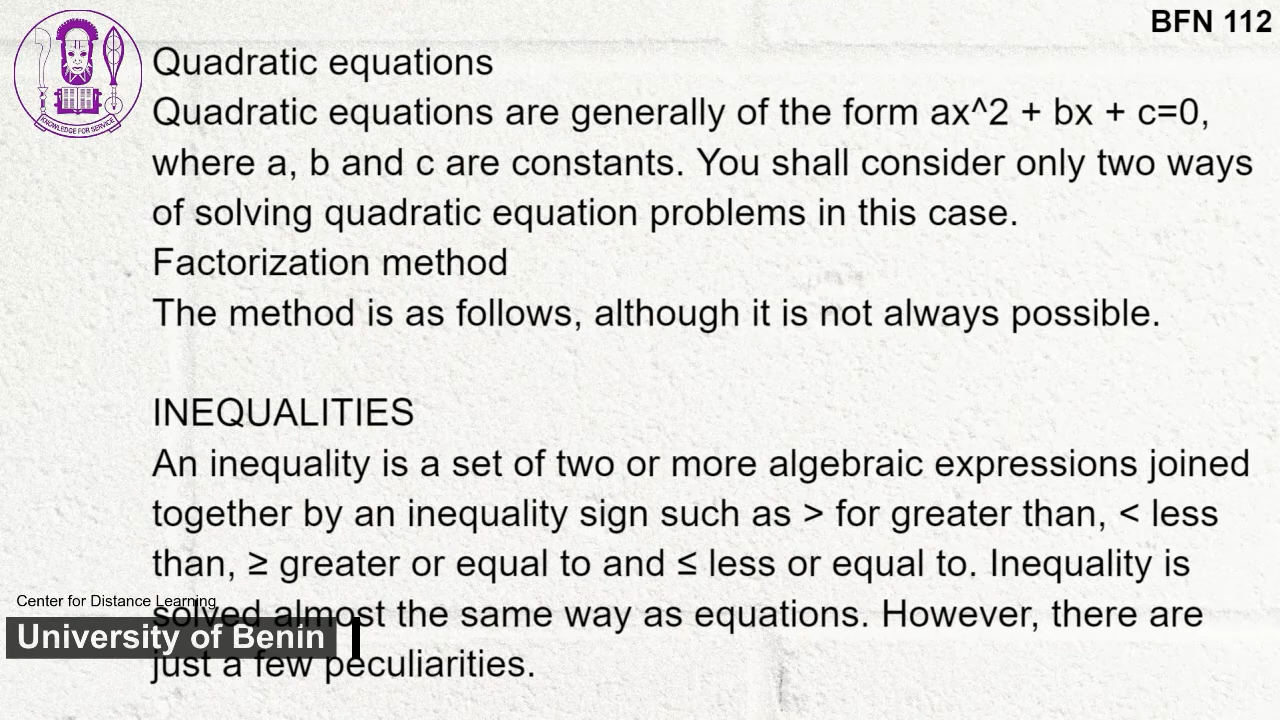 BFN 112
KNOWLEDGE FOR SERVICE
Quadratic equations
Quadratic equations are generally of the form ax^2 + bx + c=0,
where a, b and c are constants. You shall consider only two ways
of solving quadratic equation problems in this case.
Factorization method
The method is as follows, although it is not always possible.
INEQUALITIES
An inequality is a set of two or more algebraic expressions joined
together by an inequality sign such as > for greater than, < less
than, ≥ greater or equal to and ≤ less or equal to. Inequality is
solved almost the same way as equations. However, there are
just a few peculiarities.
Center for Distance Learning
University of Benin